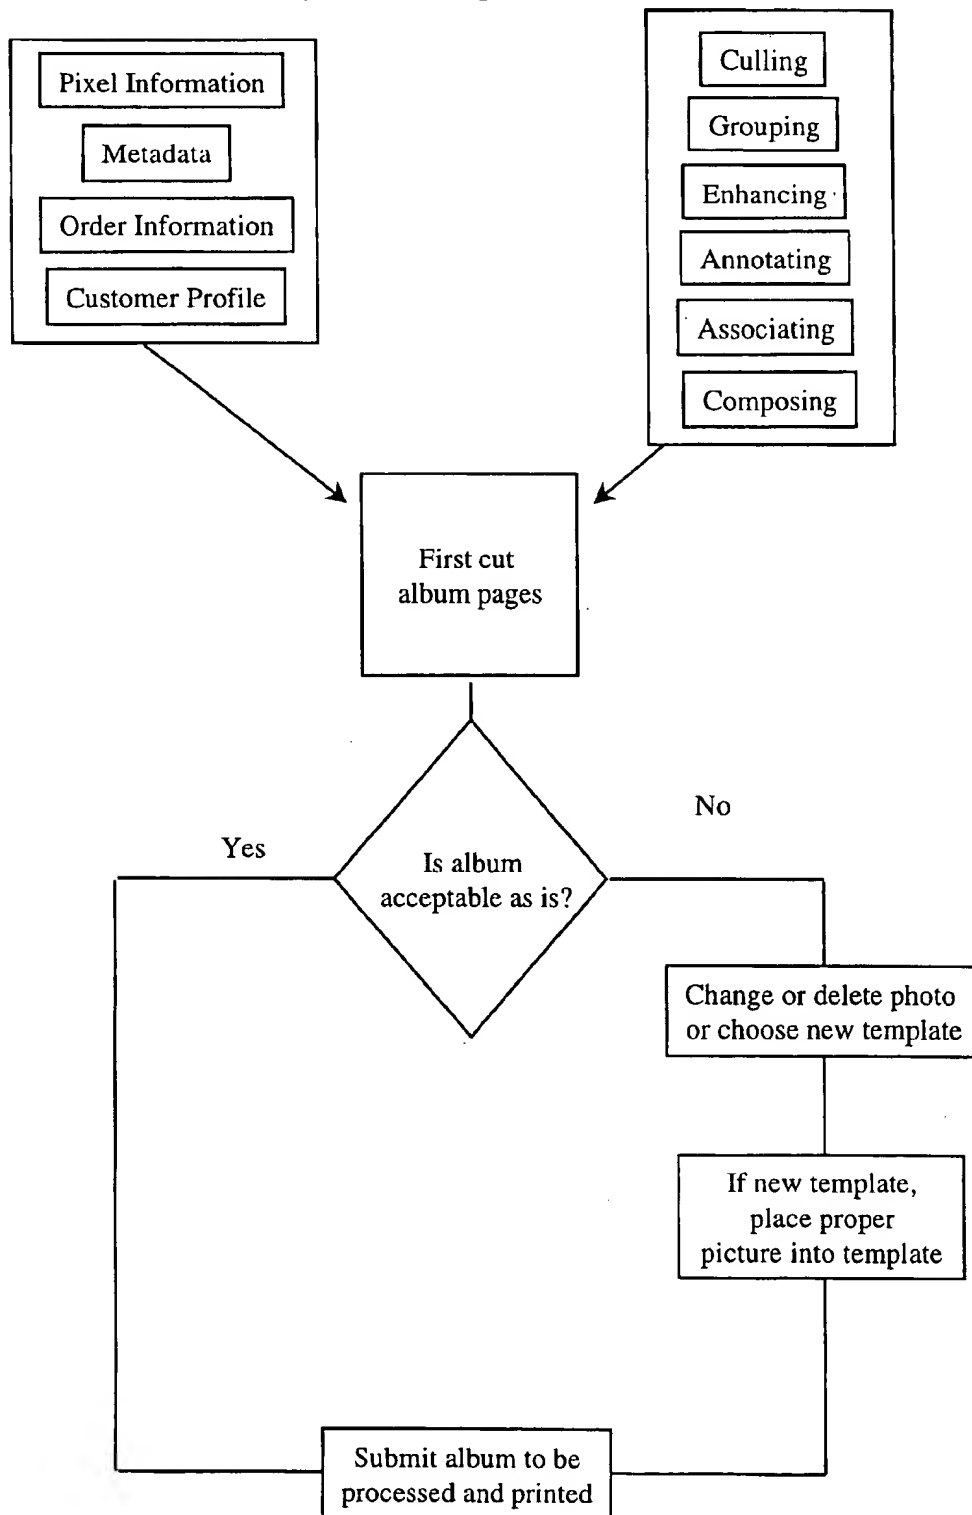 Pixel Information
Metadata
Order Information
Customer Profile
Culling
Grouping
Enhancing
Annotating
Associating
Composing
First cut
album pages
Is album
acceptable as is?
Yes
No
Change or delete photo
or choose new template
If new template,
place proper
picture into template
Submit album to be
processed and printed